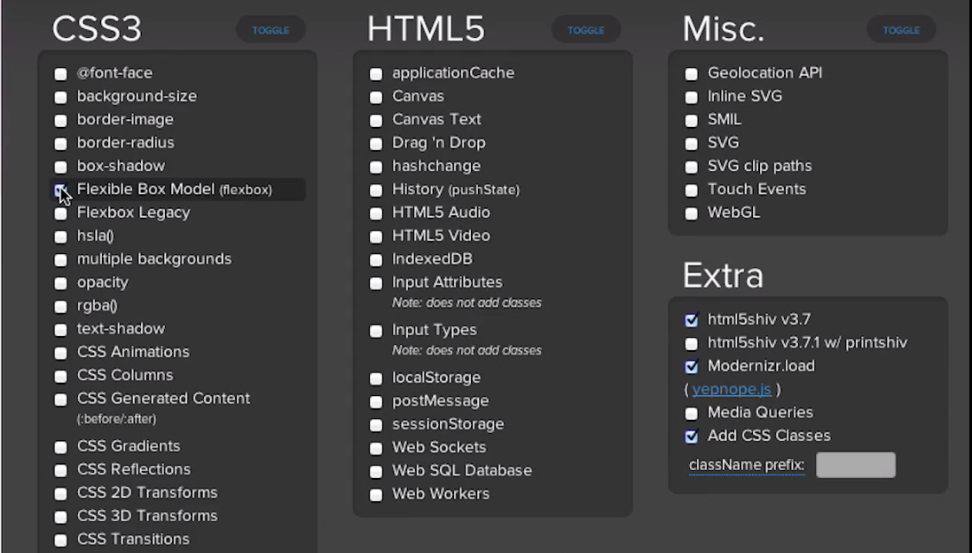 CSS3
TOGGLE
@font-face
background-size
border-image
border-radius
box-shadow
Flexible Box Model (flexbox)
Flexbox Legacy
hsla()
multiple backgrounds
opacity
rgba()
text-shadow
CSS Animations
CSS Columns
CSS Generated Content
(:before/:after)
CSS Gradients
CSS Reflections
CSS 2D Transforms
CSS 3D Transforms
CSS Transitions
HTML5
TOGGLE
applicationCache
Canvas
Canvas Text
Drag 'n Drop
hashchange
History (pushState)
HTML5 Audio
HTML5 Video
IndexedDB
Input Attributes
Note: does not add classes
Input Types
Note: does not add classes
localStorage
postMessage
sessionStorage
Web Sockets
Web SQL Database
Web Workers
Misc.
TOGGLE
Geolocation API
Inline SVG
SMIL
SVG
SVG clip paths
Touch Events
WebGL
Extra
html5shiv v3.7
html5shiv v3.7.1 w/ printshiv
Modernizr.load
( yepnope.js )
Media Queries
Add CSS Classes
className prefix: